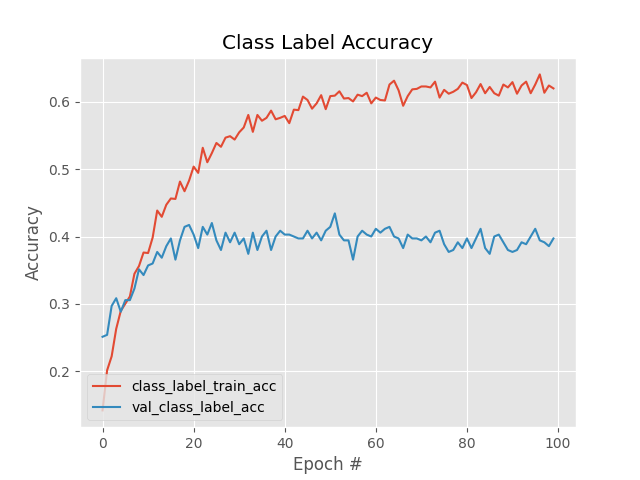 Class Label Accuracy
0.6
0.5
0.4
0.3
0.2
Accuracy
class_label_train_acc
val_class_label_acc
0 20 40 60 80 100
Epoch #